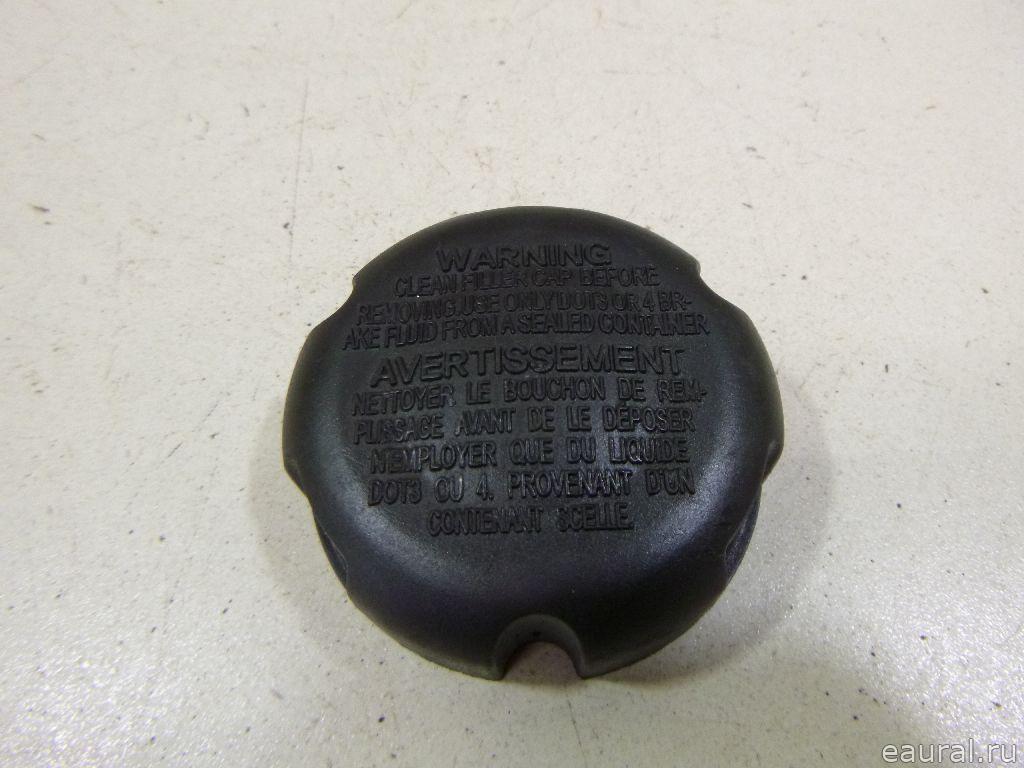 WARNING
CLEAN FILLER CAP BEFORE
REMOVING.USE ONLY DOT3 OR 4 BR-
AKE FLUID FROM A SEALED CONTAINER
AVERTISSEMENT
NETTOYER LE BOUCHON DE REM-
PLISSAGE AVANT DE LE DÉPOSER
N'EMPLOYER QUE DU LIQUIDE
DOT3 OU 4. PROVENANT D'UN
CONTENANT SCELLE.
eaural.ru